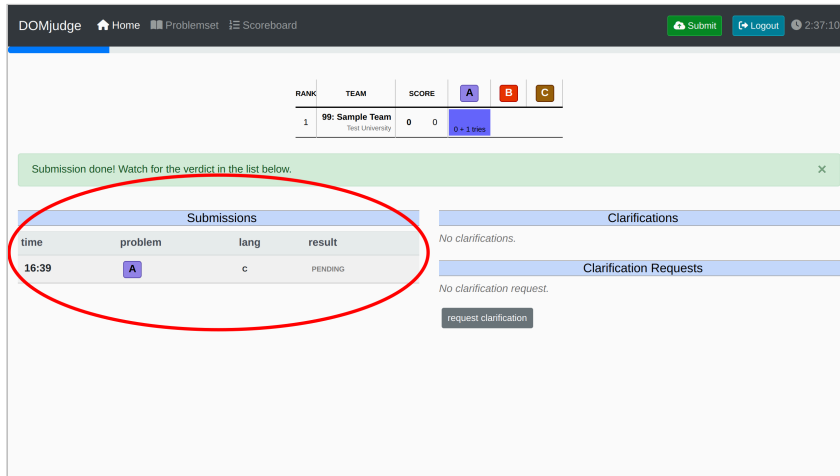 DOMjudge Home Problemset Scoreboard Submit Logout 2:37:10
RANK TEAM SCORE A B C
1 99: Sample Team 0 0 0 + 1 tries
Test University
Submission done! Watch for the verdict in the list below. ×
Submissions
time problem lang result
16:39 A c PENDING
Clarifications
No clarifications.
Clarification Requests
No clarification request.
request clarification